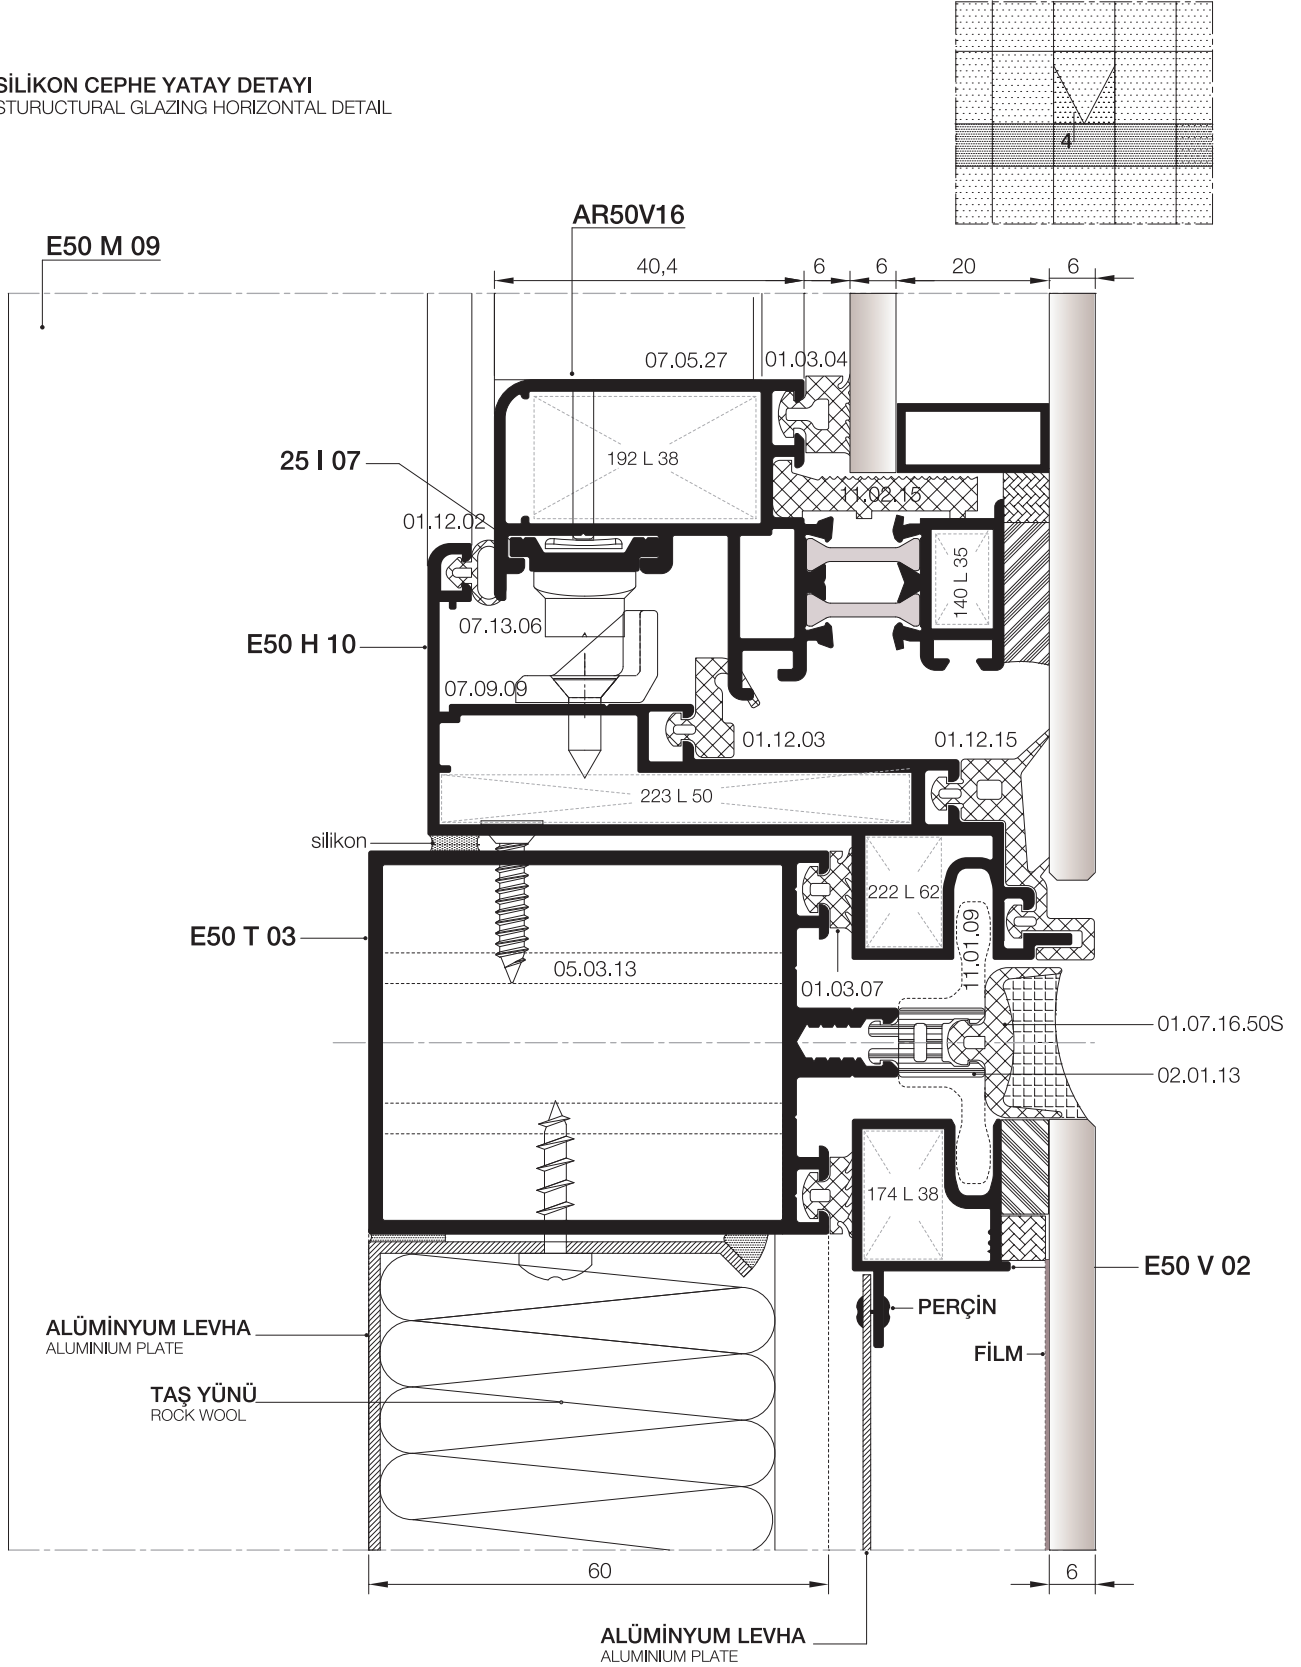 SİLİKON CEPHE YATAY DETAYI
STURUCTURAL GLAZING HORIZONTAL DETAIL
4
AR50V16
E50 M 09
40,4
6
6
20
6
07.05.27
01.03.04
192 L 38
25 I 07
11.02.15
01.12.02
140 L 35
07.13.06
E50 H 10
07.09.09
01.12.03
01.12.15
223 L 50
silikon
222 L 62
11.01.09
E50 T 03
05.03.13
01.03.07
01.07.16.50S
02.01.13
174 L 38
E50 V 02
PERÇİN
ALÜMİNYUM LEVHA
ALUMINIUM PLATE
FİLM
TAŞ YÜNÜ
ROCK WOOL
60
6
ALÜMİNYUM LEVHA
ALUMINIUM PLATE